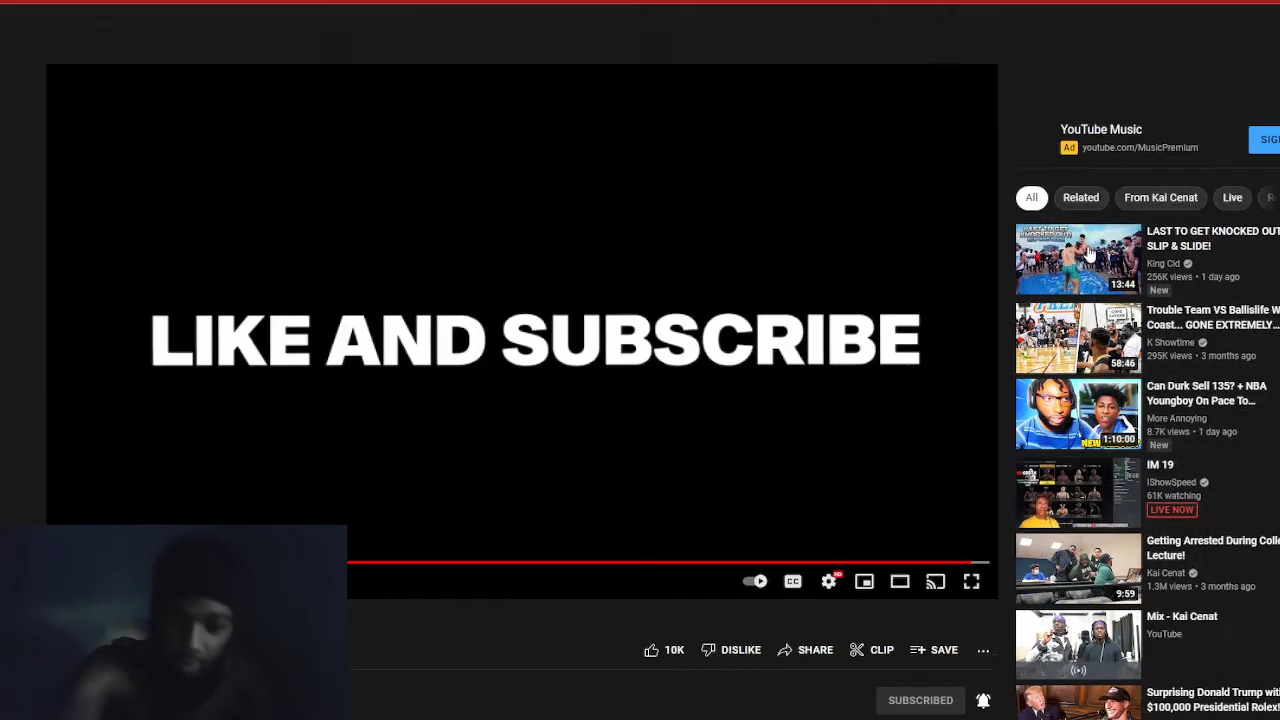 LIKE AND SUBSCRIBE
CC
HD
10K
DISLIKE
SHARE
CLIP
SAVE
SUBSCRIBED
YouTube Music
Ad youtube.com/MusicPremium
SIG
All
Related
From Kai Cenat
Live
LAST TO GET KNOCKED OUT
SLIP & SLIDE!
King Cid
256K views • 1 day ago
New
13:44
Trouble Team VS Ballislife W
Coast... GONE EXTREMELY...
K Showtime
295K views • 3 months ago
58:46
Can Durk Sell 135? + NBA
Youngboy On Pace To...
More Annoying
8.7K views • 1 day ago
New
1:10:00
IM 19
IShowSpeed
61K watching
LIVE NOW
Getting Arrested During Colle
Lecture!
Kai Cenat
1.3M views • 3 months ago
9:59
Mix - Kai Cenat
YouTube
Surprising Donald Trump with
$100,000 Presidential Rolex!